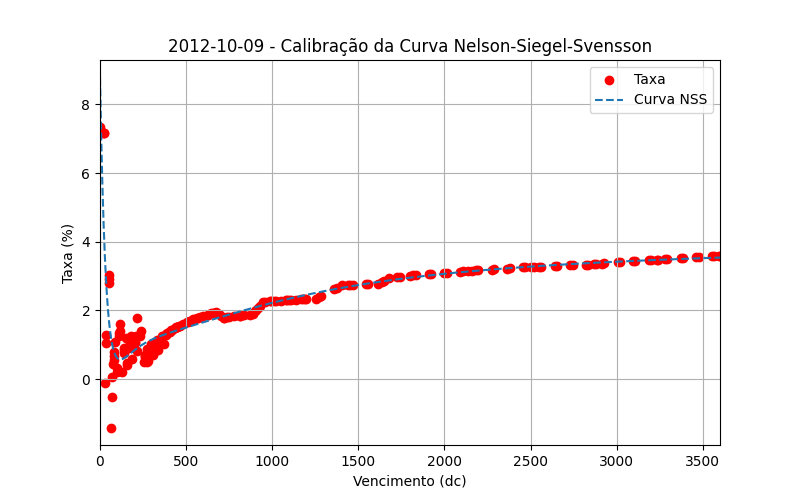 2012-10-09 - Calibração da Curva Nelson-Siegel-Svensson
Taxa
Curva NSS
Taxa (%)
8
6
4
2
0
0 500 1000 1500 2000 2500 3000 3500
Vencimento (dc)